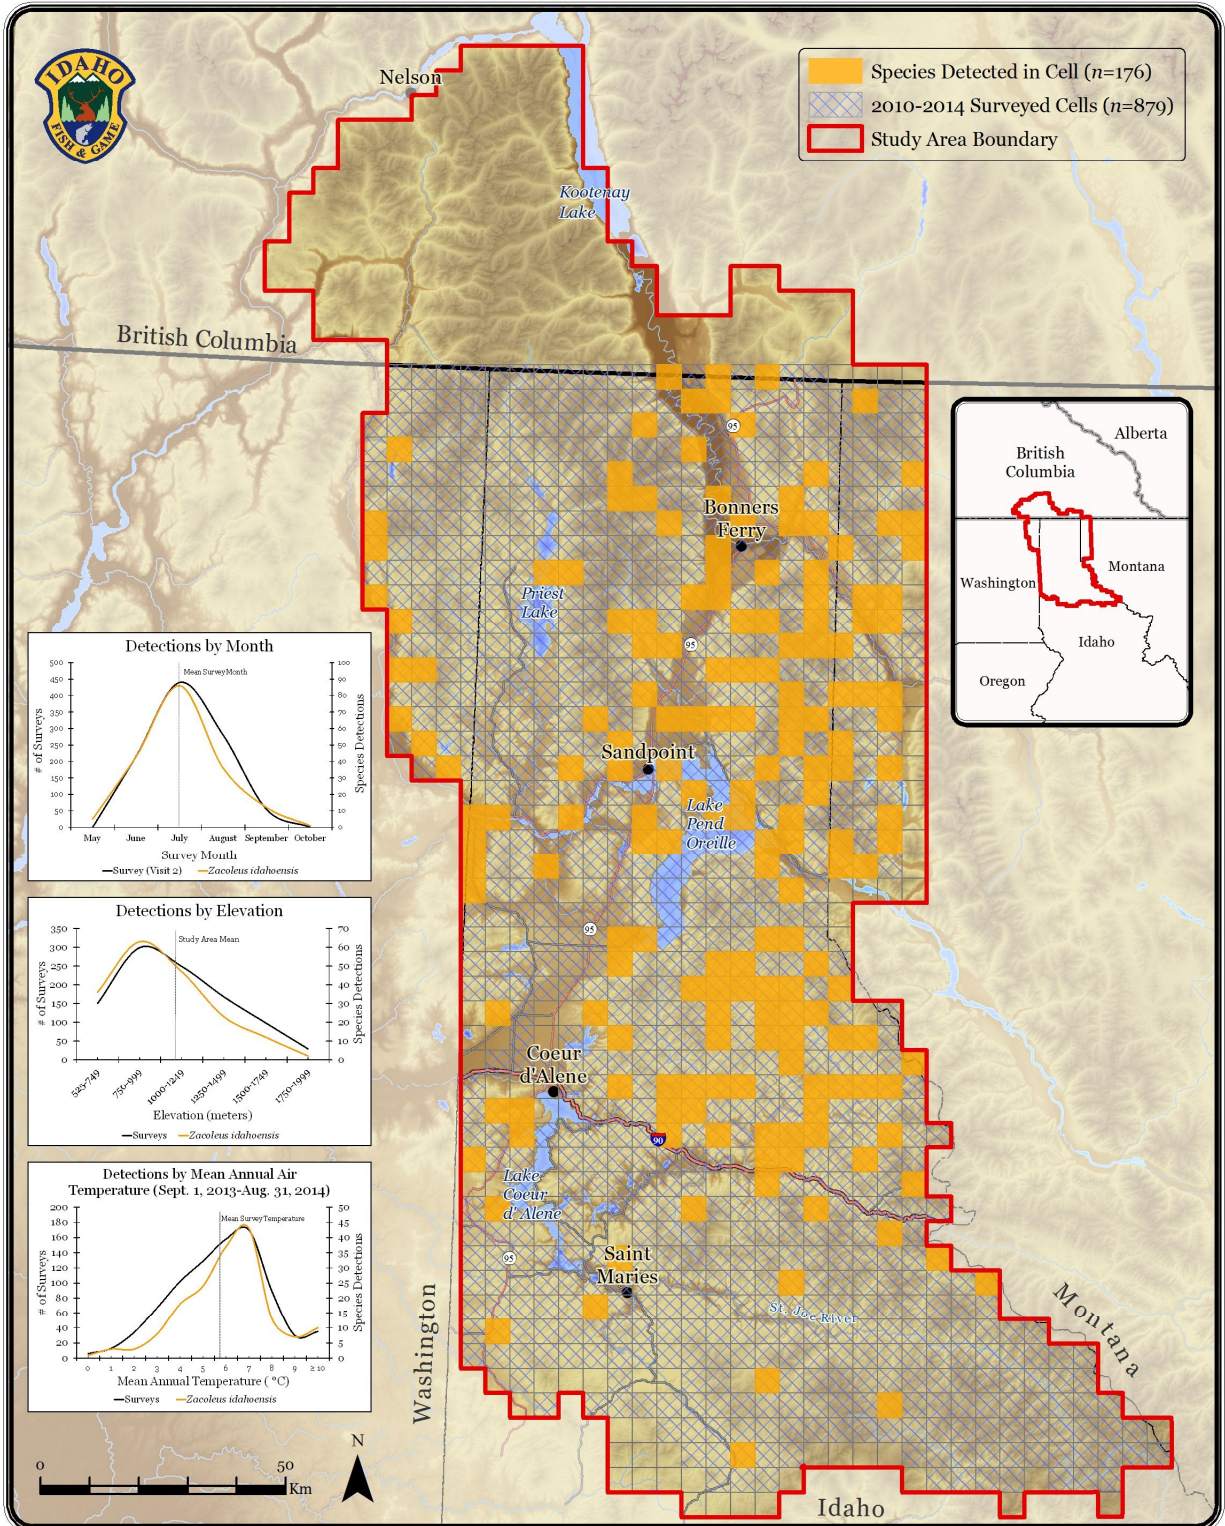 IDAHO
FISH & GAME
Nelson
Species Detected in Cell (n=176)
2010-2014 Surveyed Cells (n=879)
Study Area Boundary
Kootenay
Lake
British Columbia
95
Bonners
Ferry
Priest
Lake
95
Sandpoint
Lake
Pend
Oreille
95
Coeur
d'Alene
90
Lake
Coeur
d' Alene
95
Saint
Maries
St. Joe River
Washington
Montana
Idaho
Alberta
British
Columbia
Washington
Montana
Idaho
Oregon
Detections by Month
500
450
400
350
300
250
200
150
100
50
0
# of Surveys
Mean Survey Month
100
90
80
70
60
50
40
30
20
10
0
Species Detections
May June July August September October
Survey Month
Survey (Visit 2) Zacoleus idahoensis
Detections by Elevation
350
300
250
200
150
100
50
0
# of Surveys
Study Area Mean
70
60
50
40
30
20
10
0
Species Detections
525-749 750-999 1000-1249 1250-1499 1500-1749 1750-1999
Elevation (meters)
Surveys Zacoleus idahoensis
Detections by Mean Annual Air
Temperature (Sept. 1, 2013-Aug. 31, 2014)
200
180
160
140
120
100
80
60
40
20
0
# of Surveys
Mean Survey Temperature
50
45
40
35
30
25
20
15
10
5
0
Species Detections
0 1 2 3 4 5 6 7 8 9 ≥10
Mean Annual Temperature ( °C)
Surveys Zacoleus idahoensis
0 50
Km
N